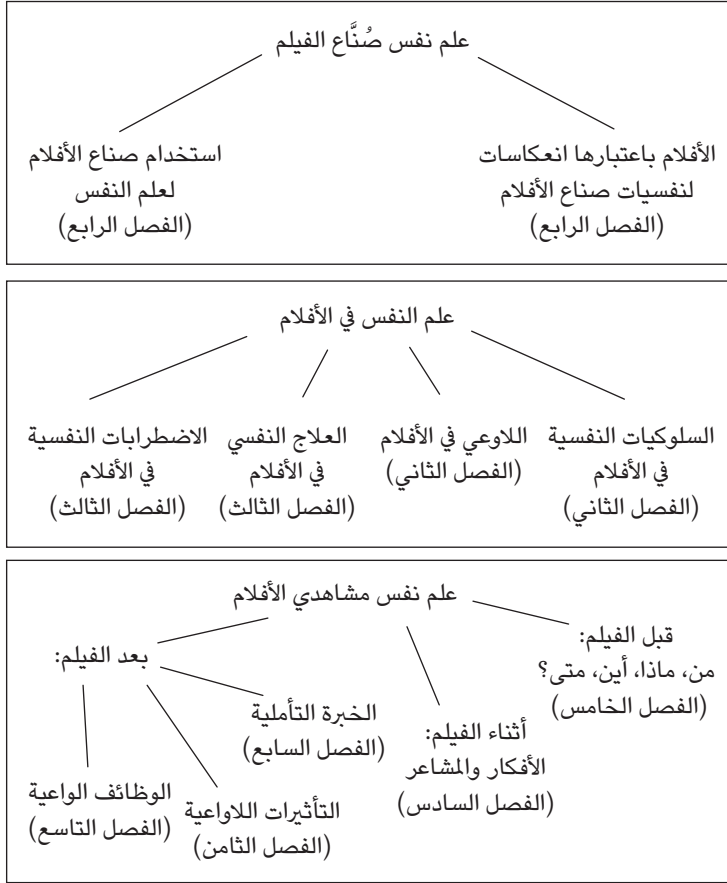 علم نفس صُنَّاع الفيلم
الأفلام باعتبارها انعكاسات
لنفسيات صناع الأفلام
(الفصل الرابع)
استخدام صناع الأفلام
لعلم النفس
(الفصل الرابع)
علم النفس في الأفلام
السلوكيات النفسية
في الأفلام
(الفصل الثاني)
اللاوعي في الأفلام
(الفصل الثاني)
العلاج النفسي
في الأفلام
(الفصل الثالث)
الاضطرابات النفسية
في الأفلام
(الفصل الثالث)
علم نفس مشاهدي الأفلام
قبل الفيلم:
من، ماذا، أين، متى؟
(الفصل الخامس)
أثناء الفيلم:
الأفكار والمشاعر
(الفصل السادس)
بعد الفيلم:
الخبرة التأملية
(الفصل السابع)
التأثيرات اللاواعية
(الفصل الثامن)
الوظائف الواعية
(الفصل التاسع)